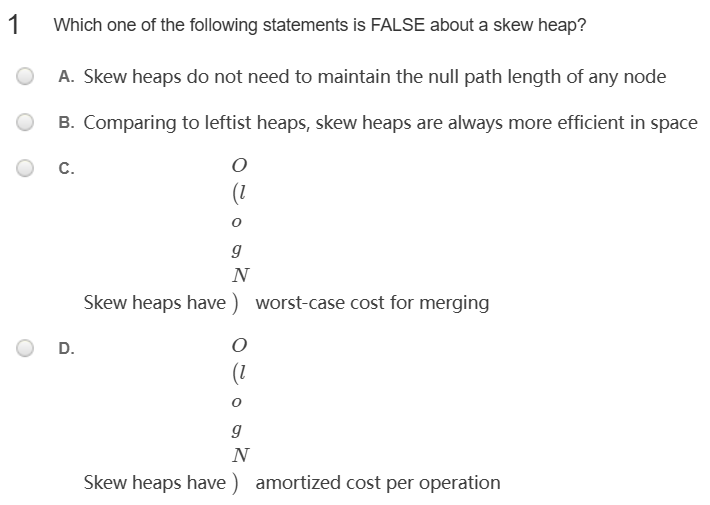 1 Which one of the following statements is FALSE about a skew heap?
A. Skew heaps do not need to maintain the null path length of any node
B. Comparing to leftist heaps, skew heaps are always more efficient in space
C. O
(l
o
g
N
Skew heaps have ) worst-case cost for merging
D. O
(l
o
g
N
Skew heaps have ) amortized cost per operation